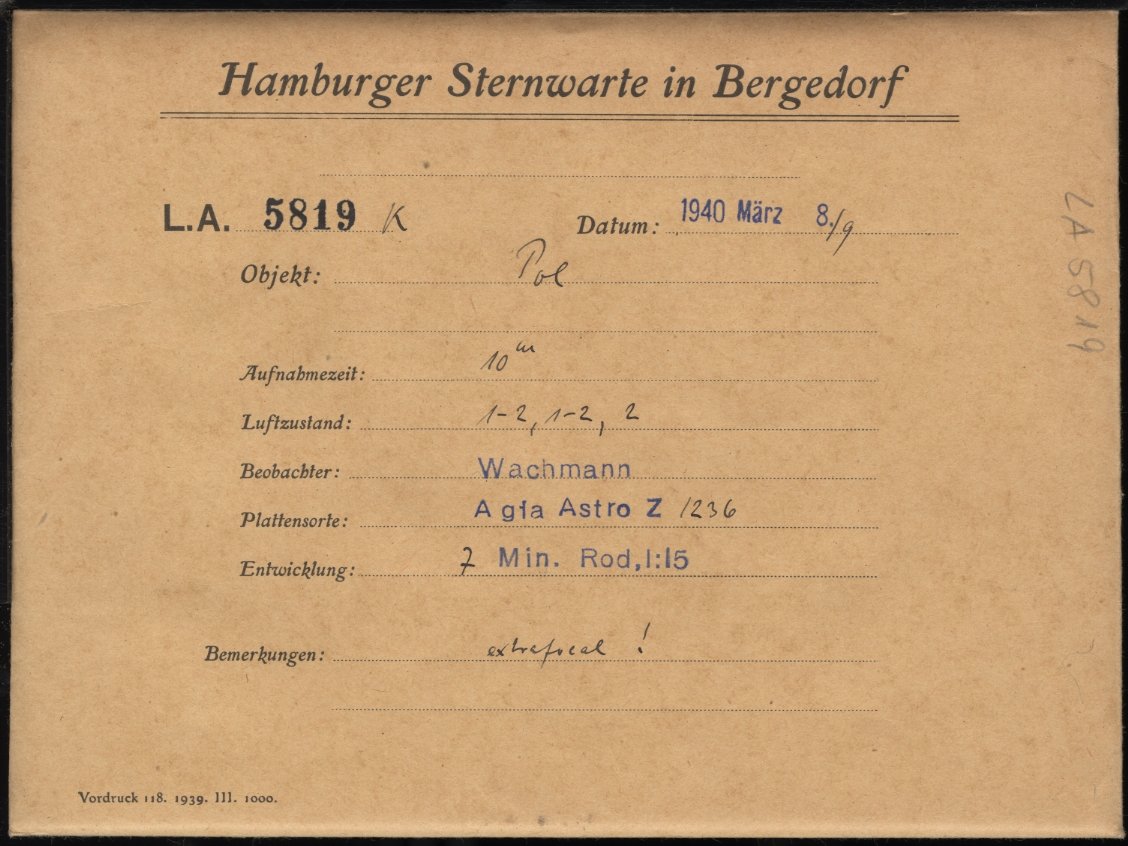 Hamburger Sternwarte in Bergedorf
L.A. 5819 K
Datum: 1940 März 8./9
Objekt: Pol
Aufnahmezeit: 10ᵐ
Luftzustand: 1-2, 1-2, 2
Beobachter: Wachmann
Plattensorte: Agfa Astro Z 1236
Entwicklung: 7 Min. Rod, 1:15
Bemerkungen: extrafocal !
Vordruck 118. 1939. III. 1000.
LA 5819